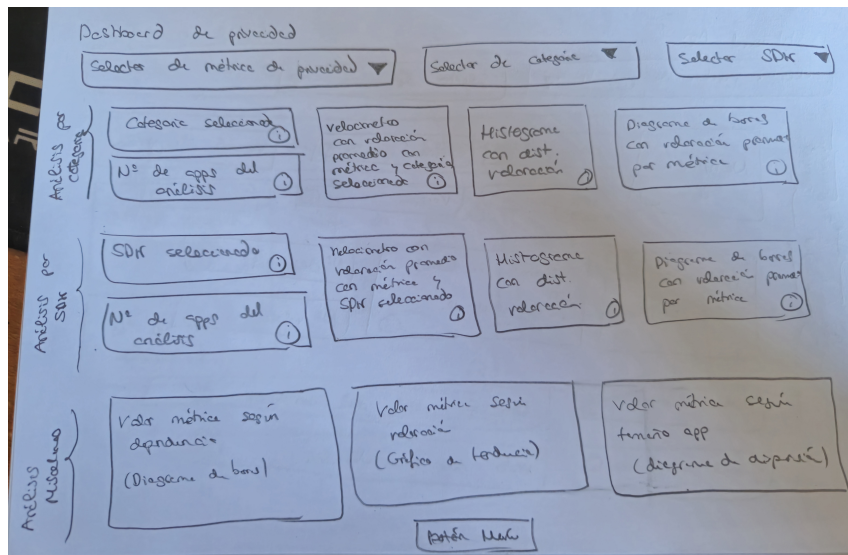 Dashboard de privacidad
Selector de métrica de privacidad
Selector de categoría
Selector SDK
Análisis por
categoría
Categoría seleccionada
i
Nº de apps del
análisis
i
Velocímetro
con valoración
promedio con
métrica y categoría
seleccionada
i
Histograma
con dist.
valoración
i
Diagrama de barras
con valoración promedio
por métrica
i
Análisis por
SDK
SDK seleccionado
i
Nº de apps del
análisis
i
Velocímetro con
valoración promedio
con métrica y
SDK seleccionado
i
Histograma
con dist.
valoración
i
Diagrama de barras
con valoración promedio
por métrica
i
Análisis
Valor métrica según
dependencia
(Diagrama de barras)
Valor métrica según
valoración
(Gráfico de tendencia)
Valor métrica según
tamaño app
(diagrama de dispersión)
Botón Menú